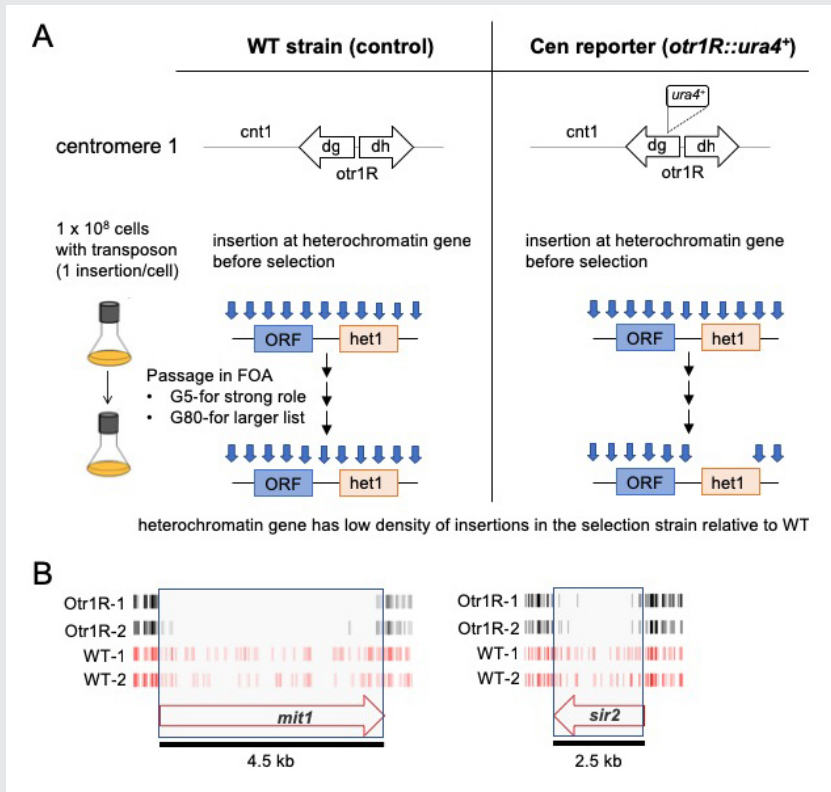 A
WT strain (control)
Cen reporter (otr1R::ura4⁺)
centromere 1
cnt1
dg
dh
otr1R
ura4⁺
cnt1
dg
dh
otr1R
1 x 10⁸ cells
with transposon
(1 insertion/cell)
insertion at heterochromatin gene
before selection
insertion at heterochromatin gene
before selection
ORF
het1
ORF
het1
Passage in FOA
• G5-for strong role
• G80-for larger list
ORF
het1
ORF
het1
heterochromatin gene has low density of insertions in the selection strain relative to WT
B
Otr1R-1
Otr1R-2
WT-1
WT-2
mit1
4.5 kb
Otr1R-1
Otr1R-2
WT-1
WT-2
sir2
2.5 kb